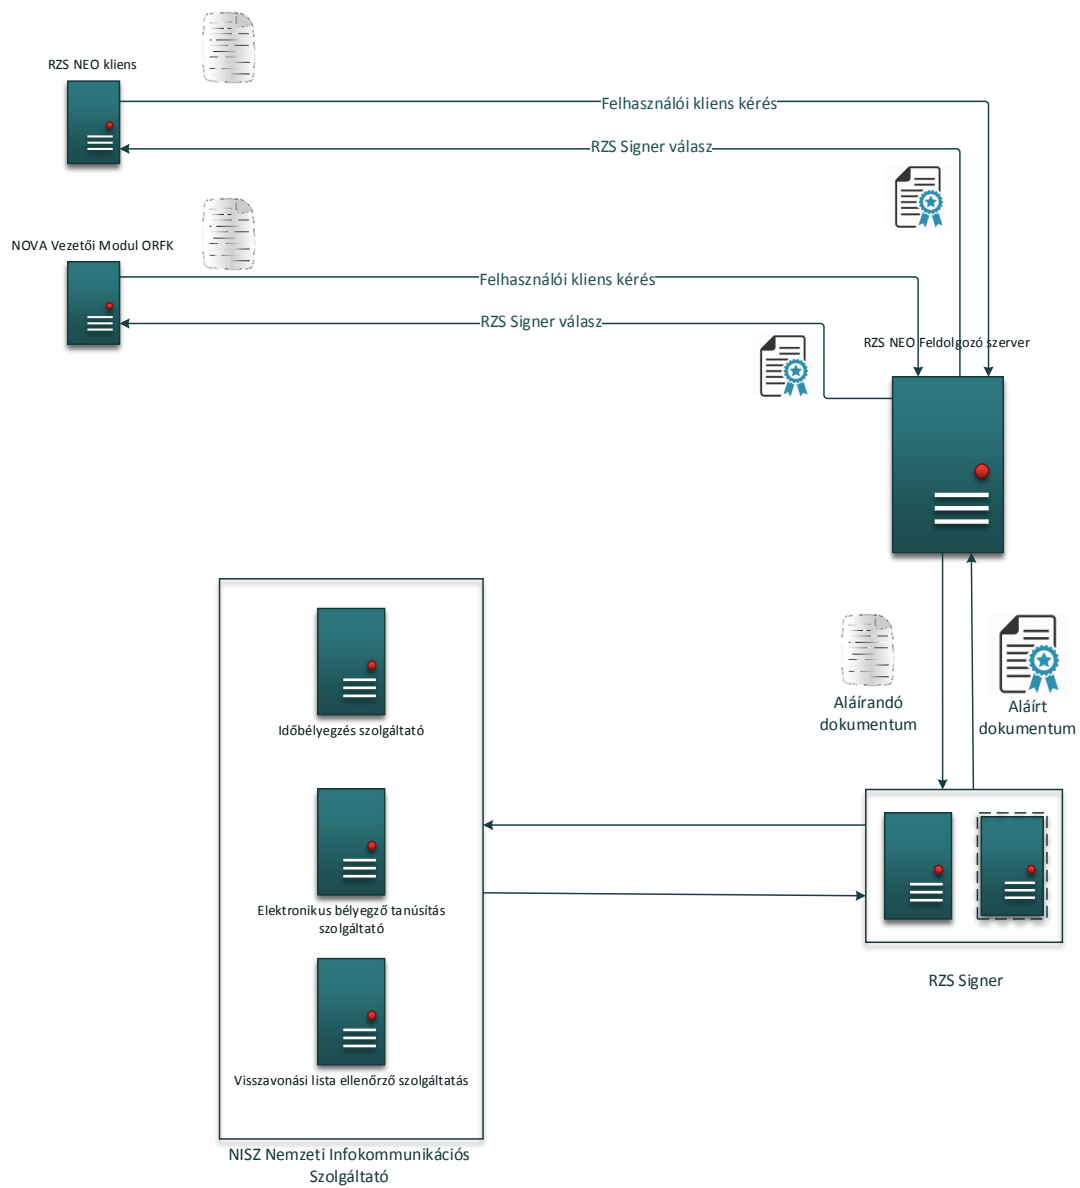 RZS NEO kliens
Felhasználói kliens kérés
RZS Signer válasz
NOVA Vezetői Modul ORFK
Felhasználói kliens kérés
RZS Signer válasz
RZS NEO Feldolgozó szerver
Aláírandó
dokumentum
Aláírt
dokumentum
Időbélyegzés szolgáltató
Elektronikus bélyegző tanúsítás
szolgáltató
Visszavonási lista ellenőrző szolgáltatás
RZS Signer
NISZ Nemzeti Infokommunikációs
Szolgáltató